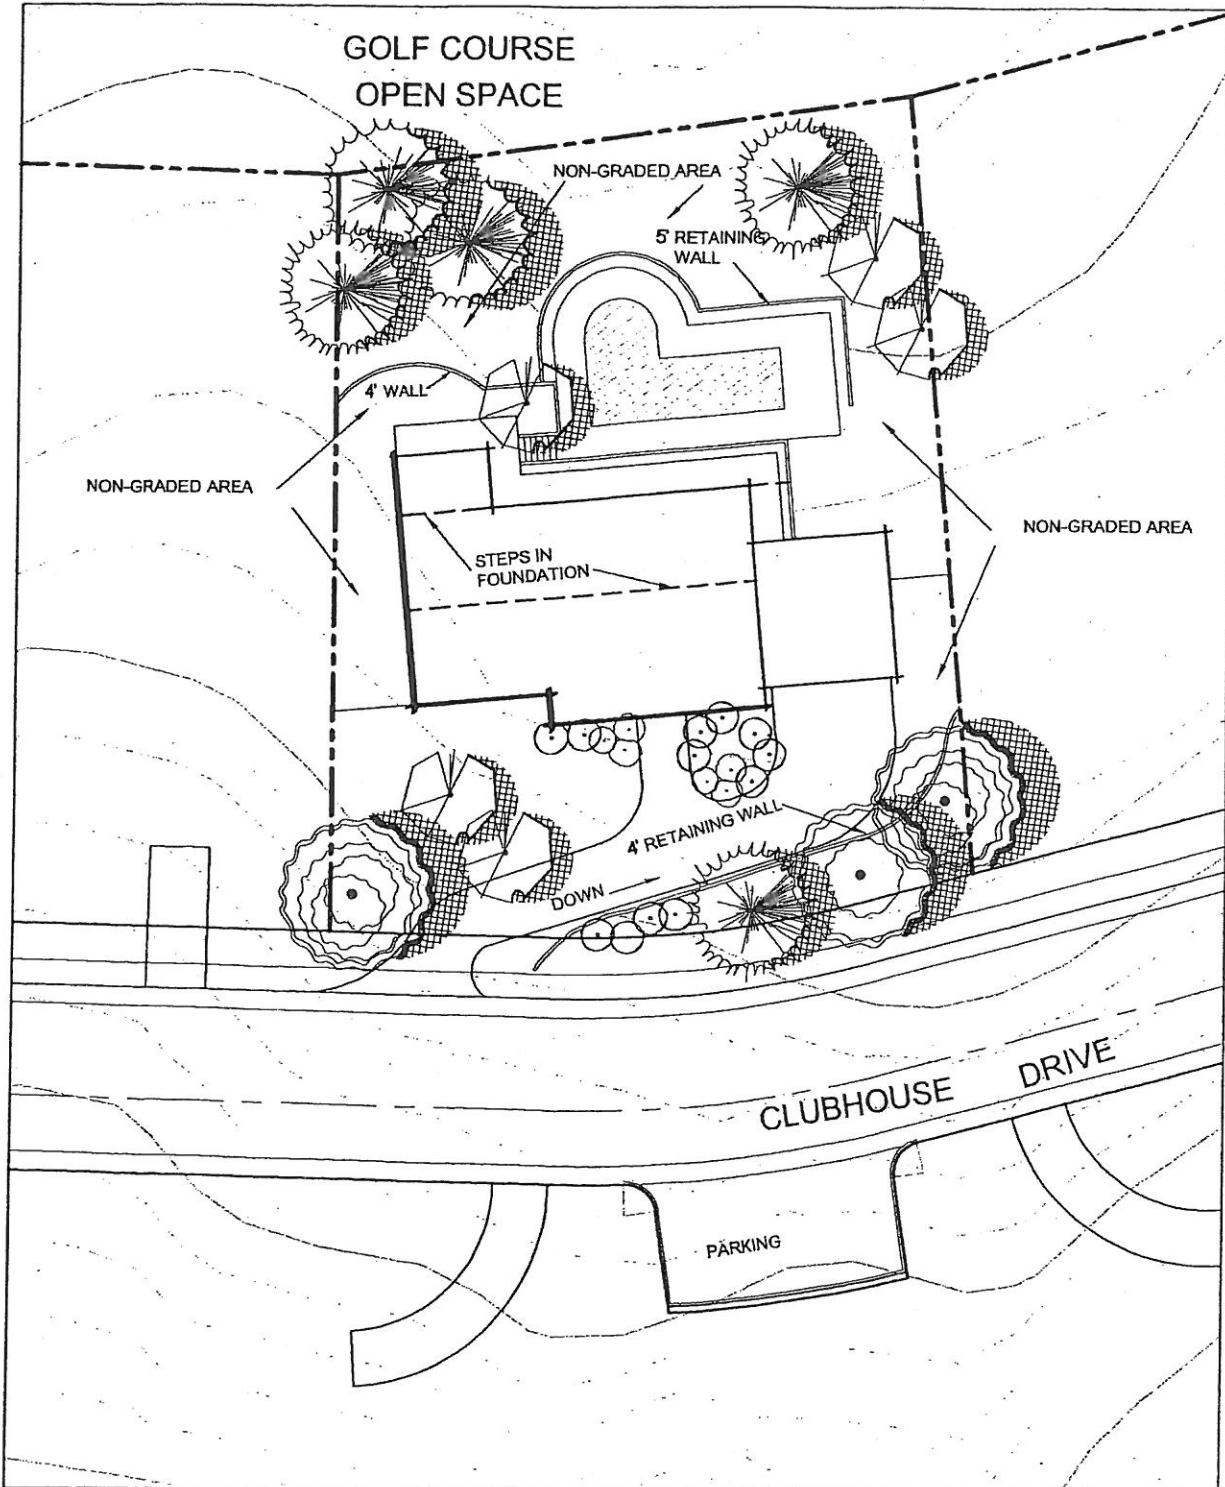 GOLF COURSE
OPEN SPACE
NON-GRADED AREA
5' RETAINING
WALL
4' WALL
NON-GRADED AREA
NON-GRADED AREA
STEPS IN
FOUNDATION
4' RETAINING WALL
DOWN
CLUBHOUSE DRIVE
PARKING